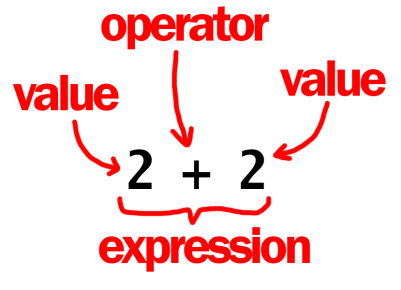 operator
value
value
2 + 2
expression